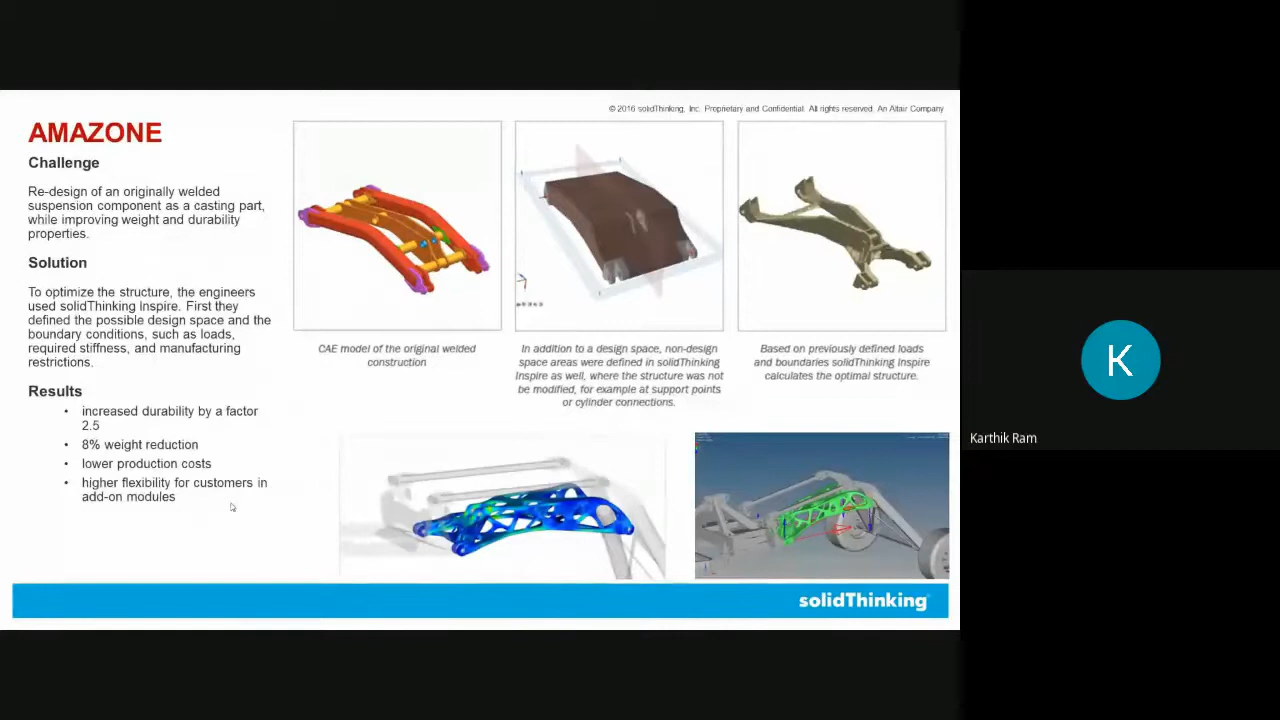 © 2016 solidThinking, Inc. Proprietary and Confidential. All rights reserved. An Altair Company
AMAZONE
Challenge
Re-design of an originally welded
suspension component as a casting part,
while improving weight and durability
properties.
Solution
To optimize the structure, the engineers
used solidThinking Inspire. First they
defined the possible design space and the
boundary conditions, such as loads,
required stiffness, and manufacturing
restrictions.
Results
• increased durability by a factor
2.5
• 8% weight reduction
• lower production costs
• higher flexibility for customers in
add-on modules
CAE model of the original welded
construction
In addition to a design space, non-design
space areas were defined in solidThinking
Inspire as well, where the structure was not
be modified, for example at support points
or cylinder connections.
Based on previously defined loads
and boundaries solidThinking Inspire
calculates the optimal structure.
solidThinking
K
Karthik Ram